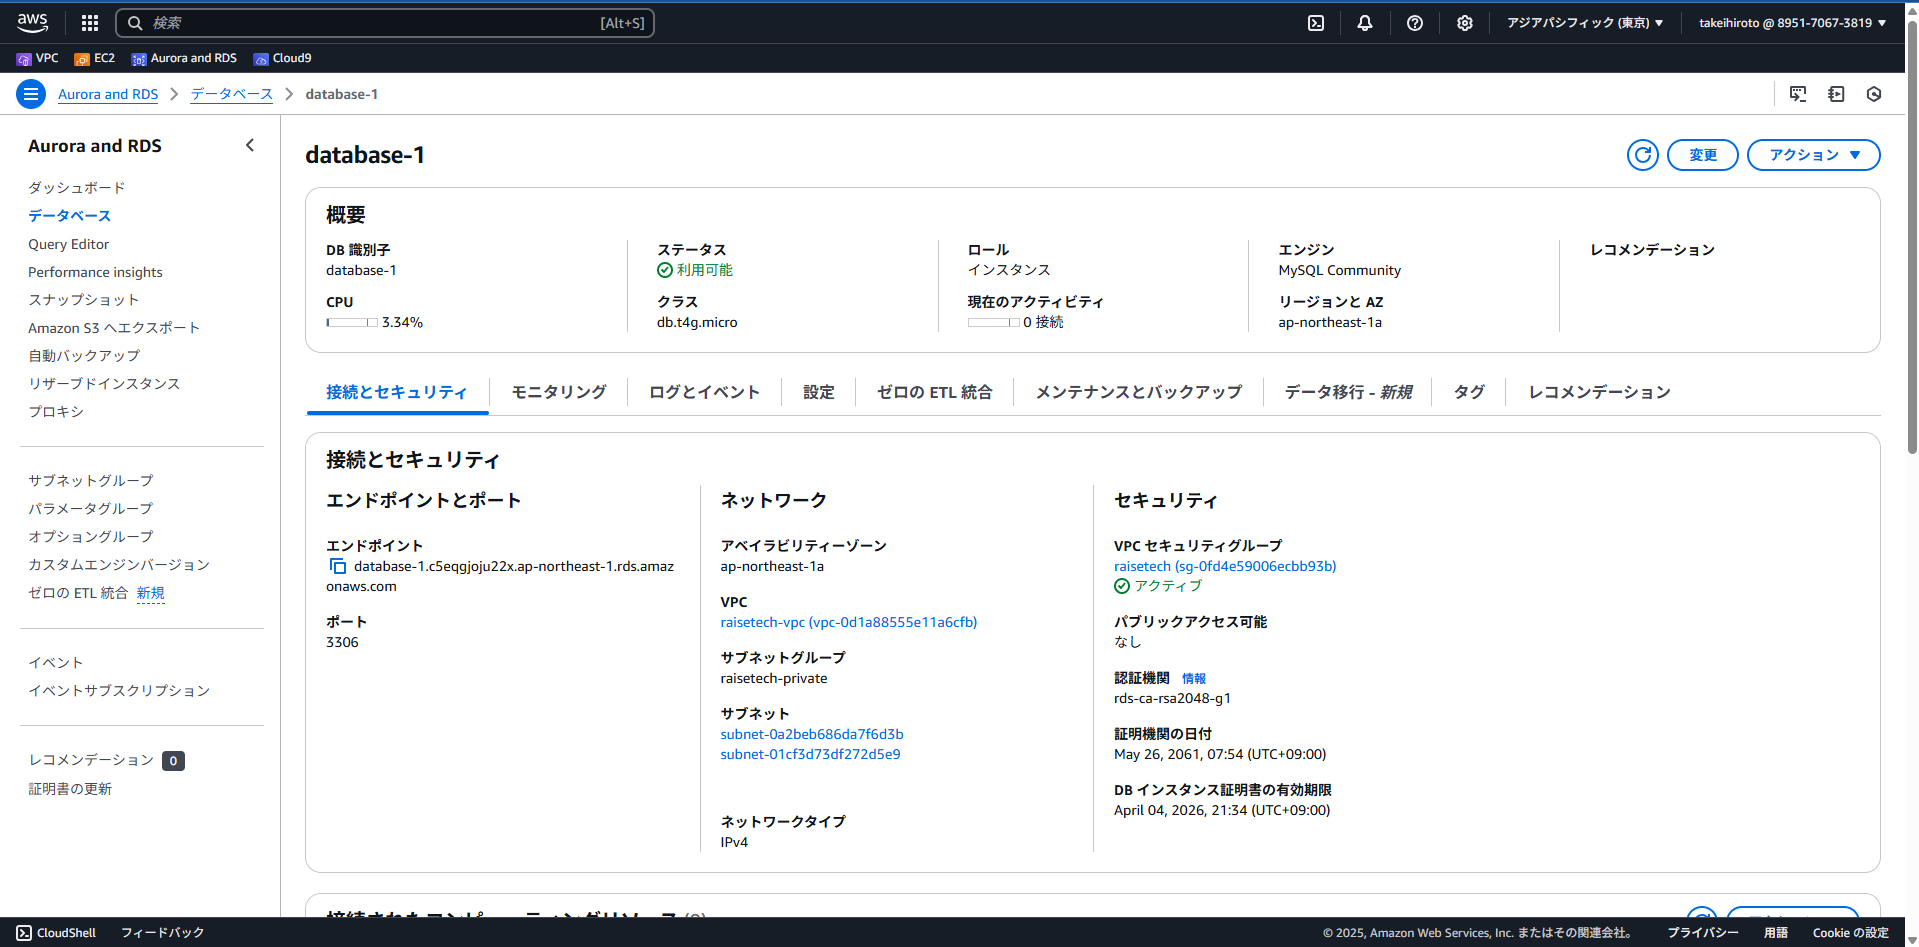 aws
検索
[Alt+S]
アジアパシフィック (東京) ▼
takeihiroto @ 8951-7067-3819 ▼
VPC
EC2
Aurora and RDS
Cloud9
Aurora and RDS
データベース
database-1
Aurora and RDS
ダッシュボード
データベース
Query Editor
Performance insights
スナップショット
Amazon S3 へエクスポート
自動バックアップ
リザーブドインスタンス
プロキシ
サブネットグループ
パラメータグループ
オプショングループ
カスタムエンジンバージョン
ゼロの ETL 統合 新規
イベント
イベントサブスクリプション
レコメンデーション 0
証明書の更新
database-1
変更
アクション ▼
概要
DB 識別子
database-1
CPU
3.34%
ステータス
利用可能
クラス
db.t4g.micro
ロール
インスタンス
現在のアクティビティ
0 接続
エンジン
MySQL Community
リージョンと AZ
ap-northeast-1a
レコメンデーション
接続とセキュリティ
モニタリング
ログとイベント
設定
ゼロの ETL 統合
メンテナンスとバックアップ
データ移行 - 新規
タグ
レコメンデーション
接続とセキュリティ
エンドポイントとポート
エンドポイント
database-1.c5eqgjoju22x.ap-northeast-1.rds.amaz
onaws.com
ポート
3306
ネットワーク
アベイラビリティーゾーン
ap-northeast-1a
VPC
raisetech-vpc (vpc-0d1a88555e11a6cfb)
サブネットグループ
raisetech-private
サブネット
subnet-0a2beb686da7f6d3b
subnet-01cf3d73df272d5e9
ネットワークタイプ
IPv4
セキュリティ
VPC セキュリティグループ
raisetech (sg-0fd4e59006ecbb93b)
アクティブ
パブリックアクセス可能
なし
認証機関 情報
rds-ca-rsa2048-g1
証明機関の日付
May 26, 2061, 07:54 (UTC+09:00)
DB インスタンス証明書の有効期限
April 04, 2026, 21:34 (UTC+09:00)
接続されたコンピューティングリソース
CloudShell
フィードバック
© 2025, Amazon Web Services, Inc. またはその関連会社。
プライバシー
用語
Cookie の設定